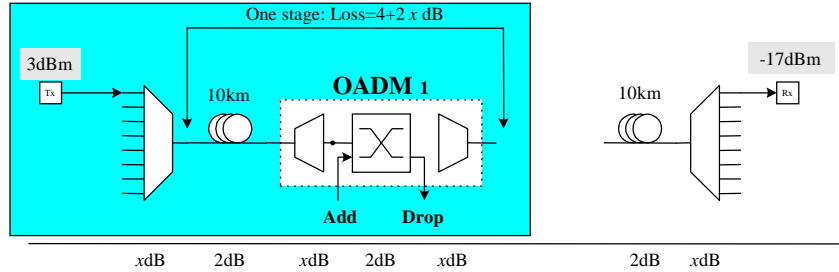 One stage: Loss=4+2 x dB
3dBm
-17dBm
Tx
10km
OADM 1
10km
Rx
Add
Drop
xdB
2dB
xdB
2dB
xdB
2dB
xdB